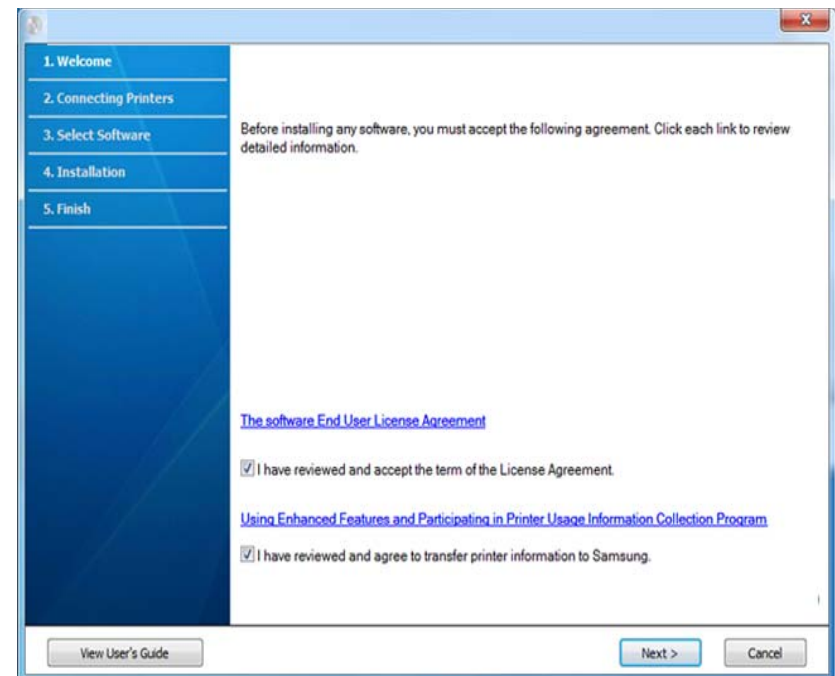 1. Welcome
2. Connecting Printers
3. Select Software
4. Installation
5. Finish
Before installing any software, you must accept the following agreement. Click each link to review
detailed information.
The software End User License Agreement
I have reviewed and accept the term of the License Agreement.
Using Enhanced Features and Participating in Printer Usage Information Collection Program
I have reviewed and agree to transfer printer information to Samsung.
View User's Guide
Next >
Cancel